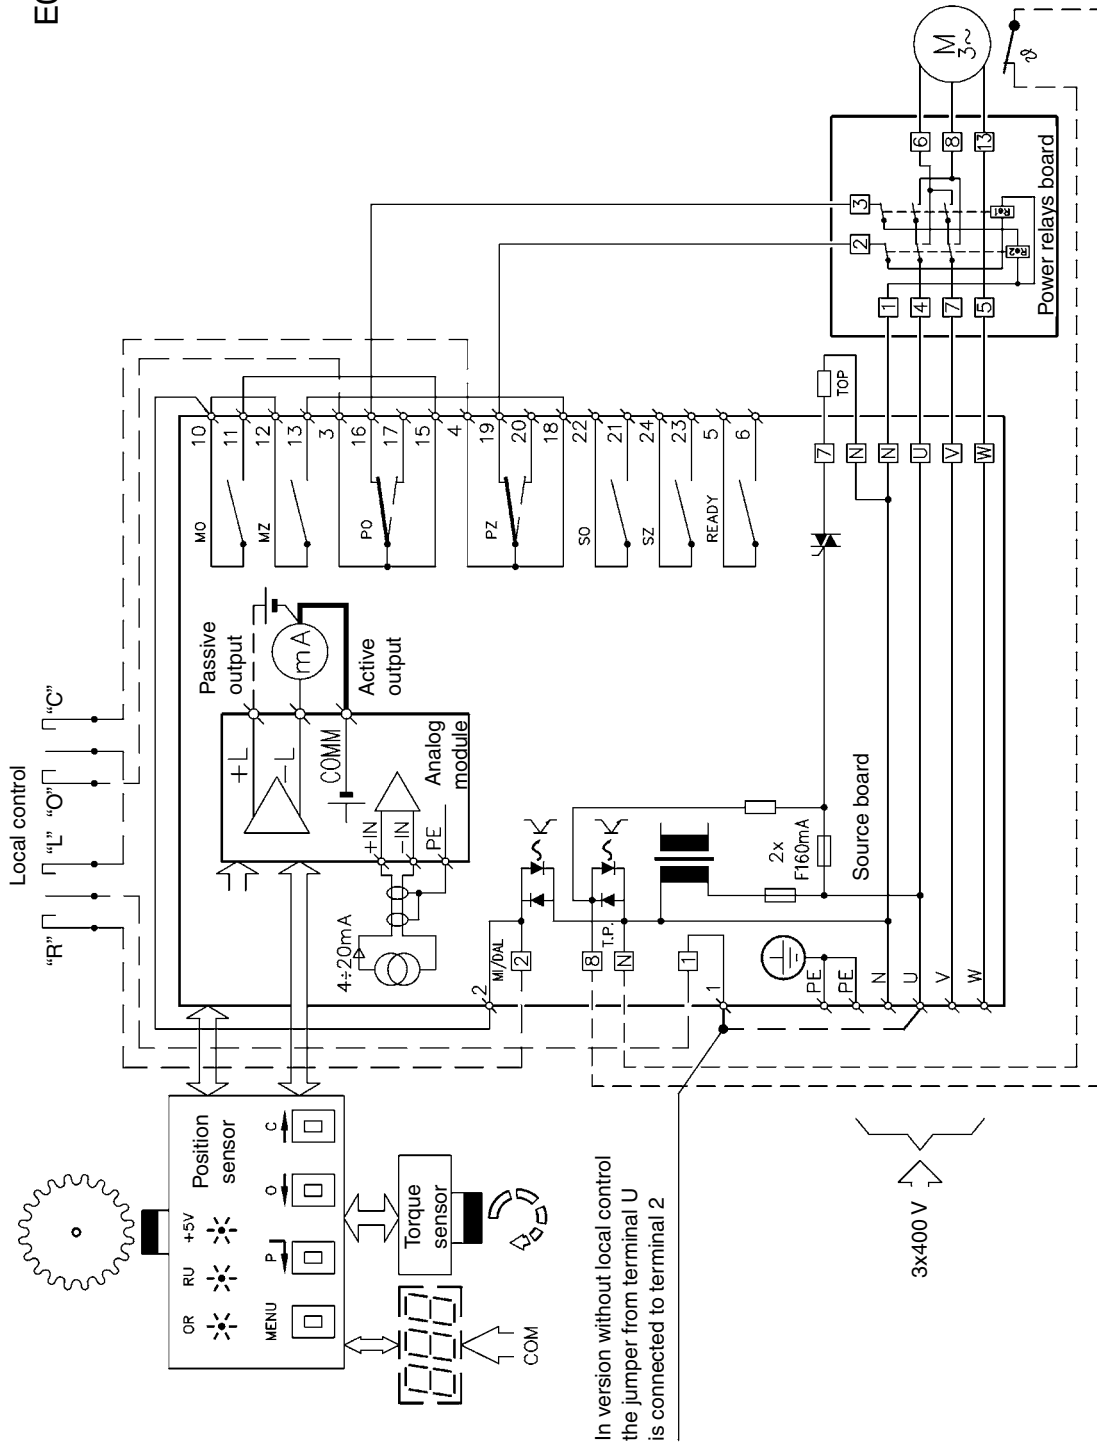 EC
Local control
"R" "L" "O" "C"
Position
sensor
+5V
RU
OR
MENU
P
O
C
Torque
sensor
COM
Passive
output
Active
output
mA
+L
-L
COMM
Analog
module
+IN
-IN
PE
4÷20mA
MO
MZ
PO
PZ
SO
SZ
READY
10
11
12
13
3
16
17
15
4
19
20
18
22
21
24
23
5
6
2
MI/DAL
2
8
T.P.
N
1
1
2x
F160mA
Source board
PE
PE
N
U
V
W
TOP
7
N
N
U
V
W
1
4
7
5
2
3
6
8
13
Re1
Re2
Power relays board
M
3~
ϑ
In version without local control
the jumper from terminal U
is connected to terminal 2
3x400 V